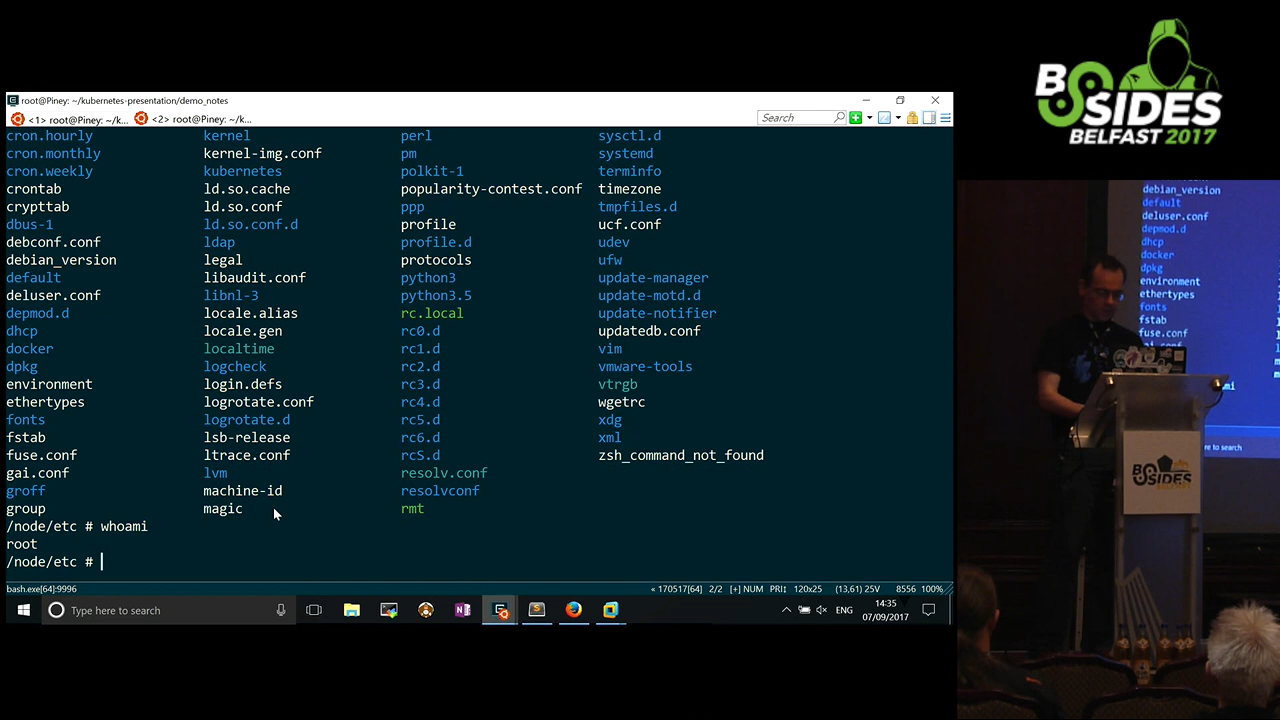 root@Piney: ~/kubernetes-presentation/demo_notes
<1> root@Piney: ~/k... <2> root@Piney: ~/k... Search
cron.hourly kernel perl sysctl.d
cron.monthly kernel-img.conf pm systemd
cron.weekly kubernetes polkit-1 terminfo
crontab ld.so.cache popularity-contest.conf timezone
crypttab ld.so.conf ppp tmpfiles.d
dbus-1 ld.so.conf.d profile ucf.conf
debconf.conf ldap profile.d udev
debian_version legal protocols ufw
default libaudit.conf python3 update-manager
deluser.conf libnl-3 python3.5 update-motd.d
depmod.d locale.alias rc.local update-notifier
dhcp locale.gen rc0.d updatedb.conf
docker localtime rc1.d vim
dpkg logcheck rc2.d vmware-tools
environment login.defs rc3.d vtrgb
ethertypes logrotate.conf rc4.d wgetrc
fonts logrotate.d rc5.d xdg
fstab lsb-release rc6.d xml
fuse.conf ltrace.conf rcS.d zsh_command_not_found
gai.conf lvm resolv.conf
groff machine-id resolvconf
group magic rmt
/node/etc # whoami
root
/node/etc #
bash.exe[64]:9996 « 170517[64] 2/2 [+] NUM PRI↕ 120x25 (13,61) 25V 8556 100%
Type here to search ENG 14:35
07/09/2017
BSIDES
BELFAST 2017
debian_version
default
deluser.conf
depmod.d
dhcp
docker
dpkg
environment
ethertypes
fonts
fstab
fuse.conf
gai.conf
re to search
BSIDES